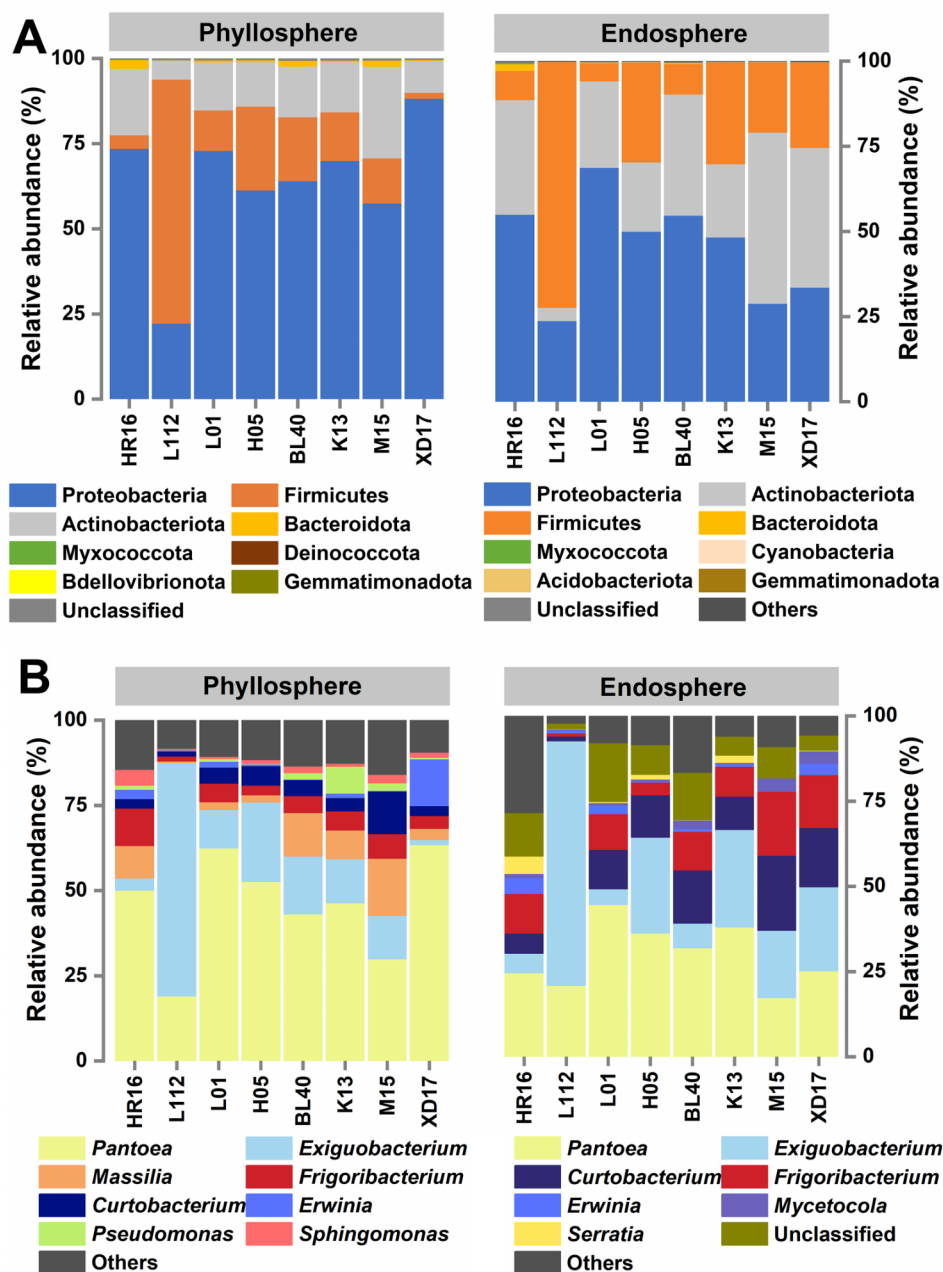 A
Phyllosphere
Endosphere
Relative abundance (%)
100
75
50
25
0
100
75
50
25
0
Relative abundance (%)
HR16 L112 L01 H05 BL40 K13 M15 XD17
HR16 L112 L01 H05 BL40 K13 M15 XD17
Proteobacteria Firmicutes
Actinobacteriota Bacteroidota
Myxococcota Deinococcota
Bdellovibrionota Gemmatimonadota
Unclassified
Proteobacteria Actinobacteriota
Firmicutes Bacteroidota
Myxococcota Cyanobacteria
Acidobacteriota Gemmatimonadota
Unclassified Others
B
Phyllosphere
Endosphere
Relative abundance (%)
100
75
50
25
0
100
75
50
25
0
Relative abundance (%)
HR16 L112 L01 H05 BL40 K13 M15 XD17
HR16 L112 L01 H05 BL40 K13 M15 XD17
Pantoea Exiguobacterium
Massilia Frigoribacterium
Curtobacterium Erwinia
Pseudomonas Sphingomonas
Others
Pantoea Exiguobacterium
Curtobacterium Frigoribacterium
Erwinia Mycetocola
Serratia Unclassified
Others